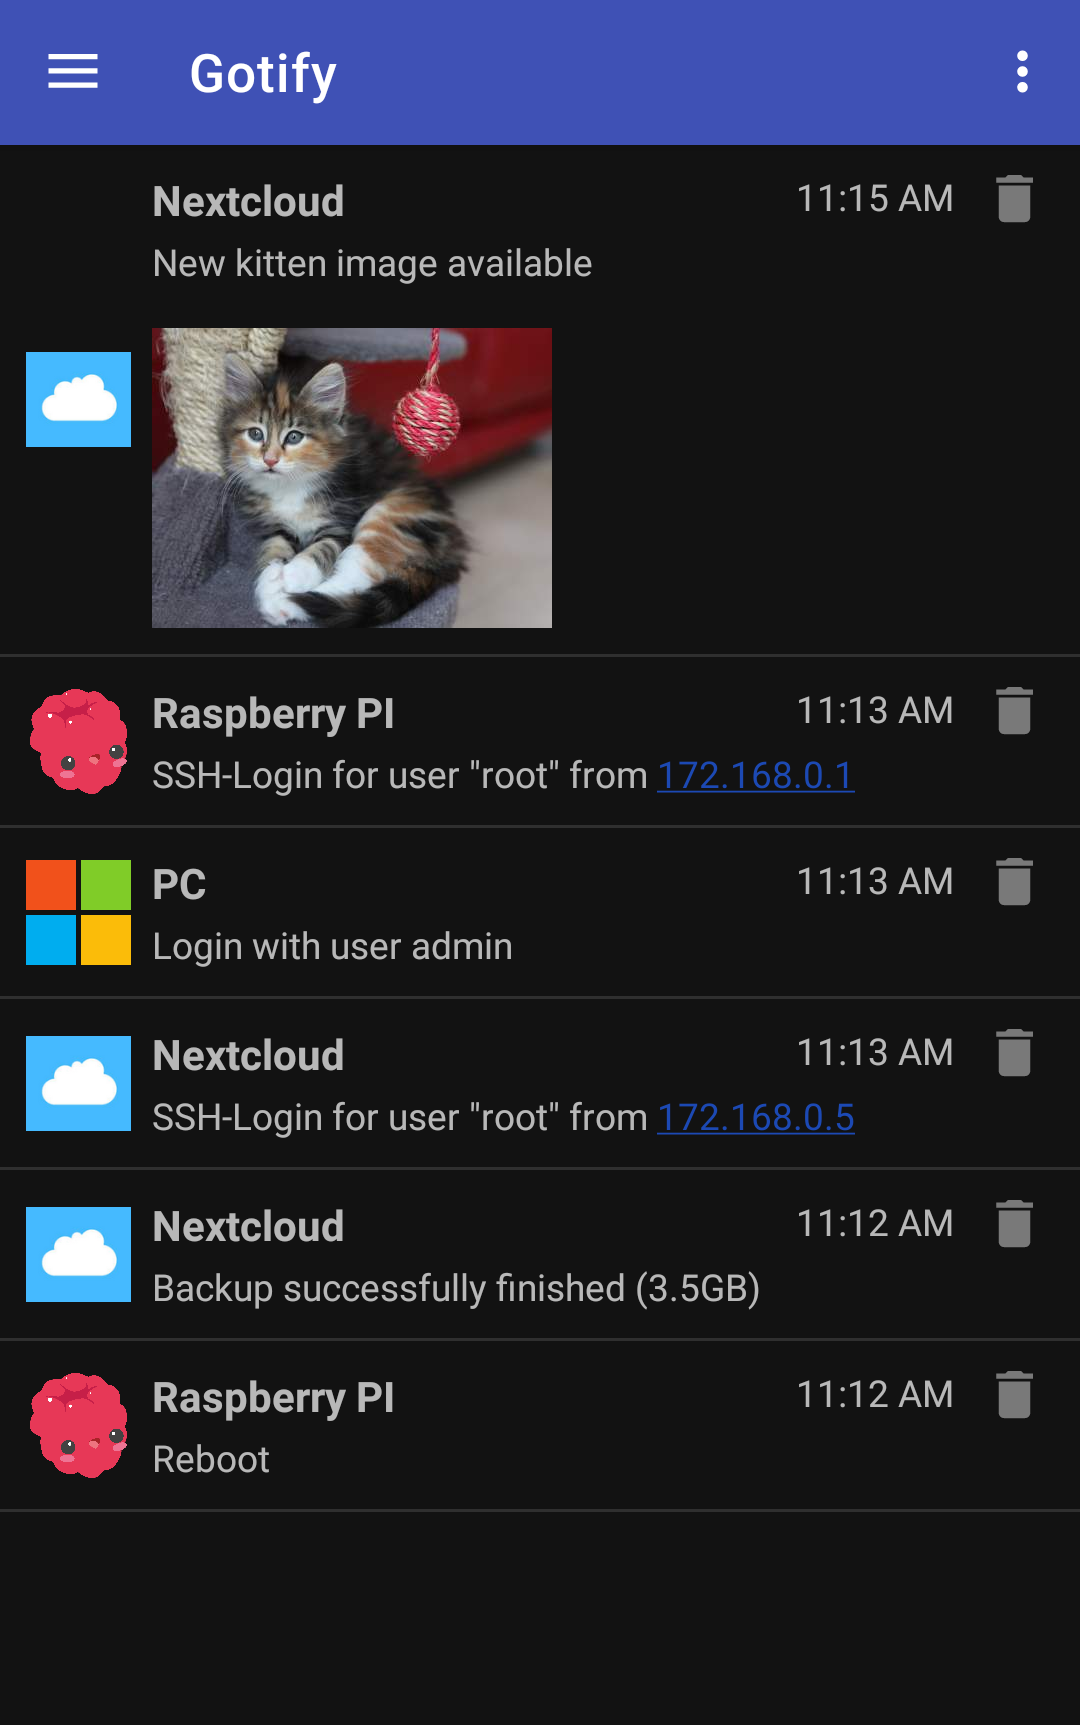 Gotify
Nextcloud 11:15 AM
New kitten image available
Raspberry PI 11:13 AM
SSH-Login for user "root" from 172.168.0.1
PC 11:13 AM
Login with user admin
Nextcloud 11:13 AM
SSH-Login for user "root" from 172.168.0.5
Nextcloud 11:12 AM
Backup successfully finished (3.5GB)
Raspberry PI 11:12 AM
Reboot